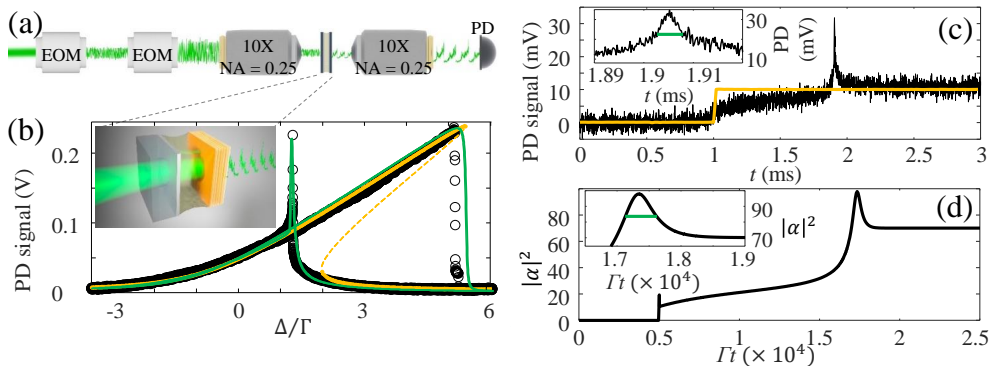 (a)
EOM
EOM
10X
NA = 0.25
10X
NA = 0.25
PD
(b)
PD signal (V)
0.2
0.1
0
-3
0
3
6
Δ/Γ
(c)
PD signal (mV)
40
30
20
10
0
0
0.5
1
1.5
2
2.5
3
t (ms)
30
20
10
PD
(mV)
1.89
1.9
1.91
t (ms)
(d)
|α|²
80
60
40
20
0
0
0.5
1
1.5
2
2.5
Γt (× 10⁴)
90
70
|α|²
1.7
1.8
1.9
Γt (× 10⁴)